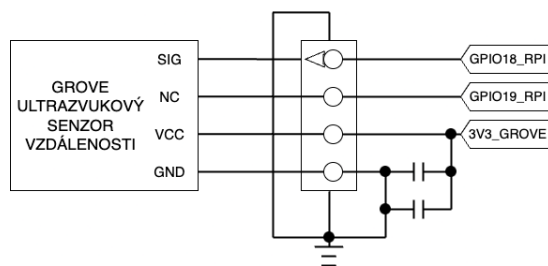 GROVE
ULTRAZVUKOVÝ
SENZOR
VZDÁLENOSTI
SIG
NC
VCC
GND
GPIO18_RPI
GPIO19_RPI
3V3_GROVE